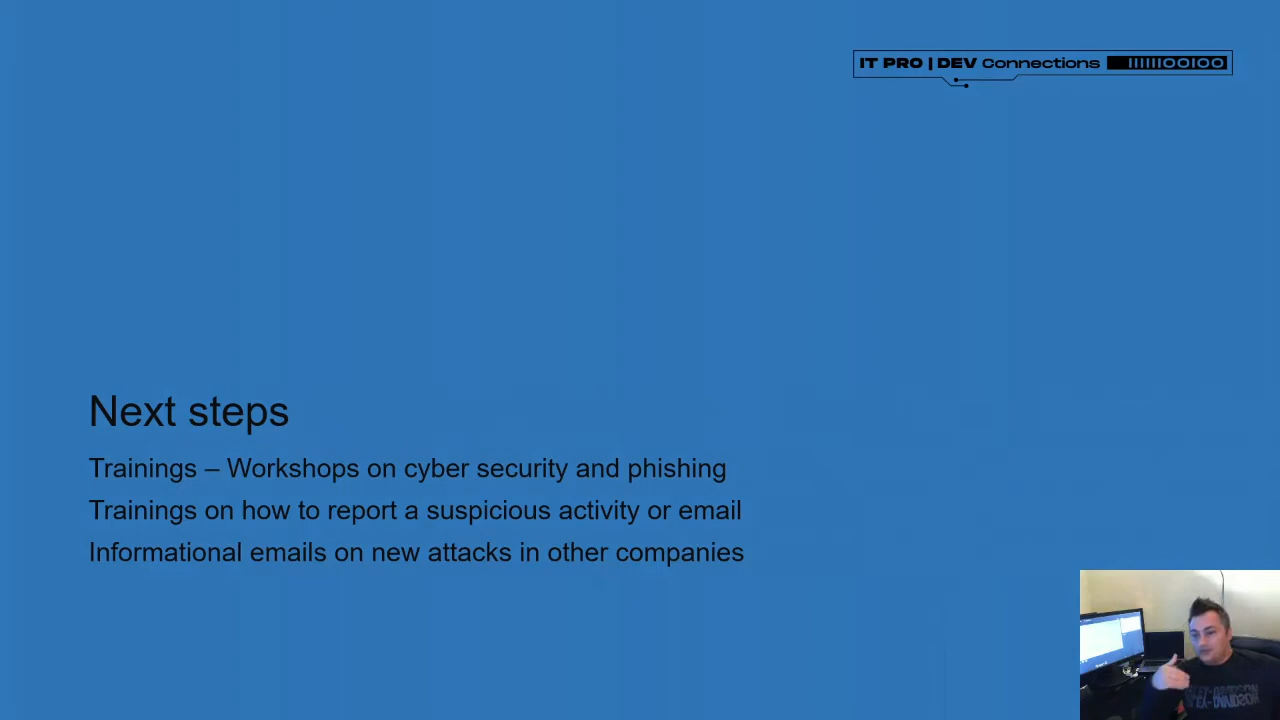 IT PRO | DEV Connections 11111100100
Next steps
Trainings – Workshops on cyber security and phishing
Trainings on how to report a suspicious activity or email
Informational emails on new attacks in other companies